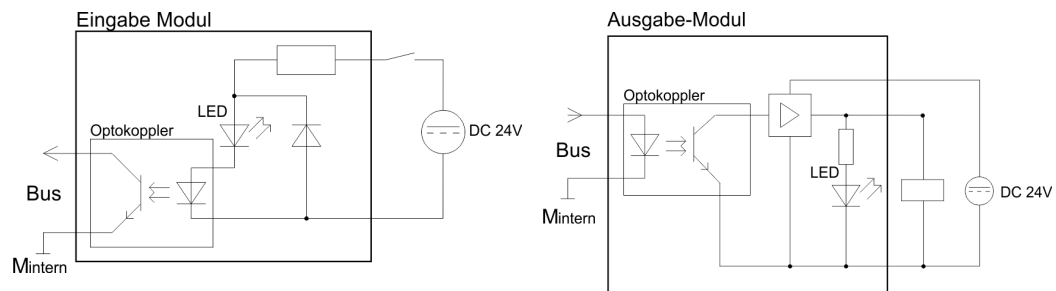 Eingabe Modul
LED
Optokoppler
DC 24V
Bus
Mintern
Ausgabe-Modul
Optokoppler
Bus
LED
DC 24V
Mintern